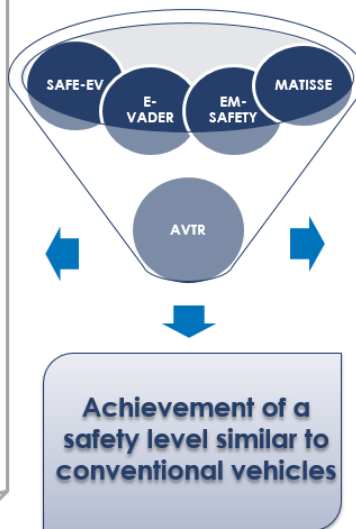 SAFE-EV
E-
VADER
EM-
SAFETY
MATISSE
AVTR
Achievement of a
safety level similar to
conventional vehicles